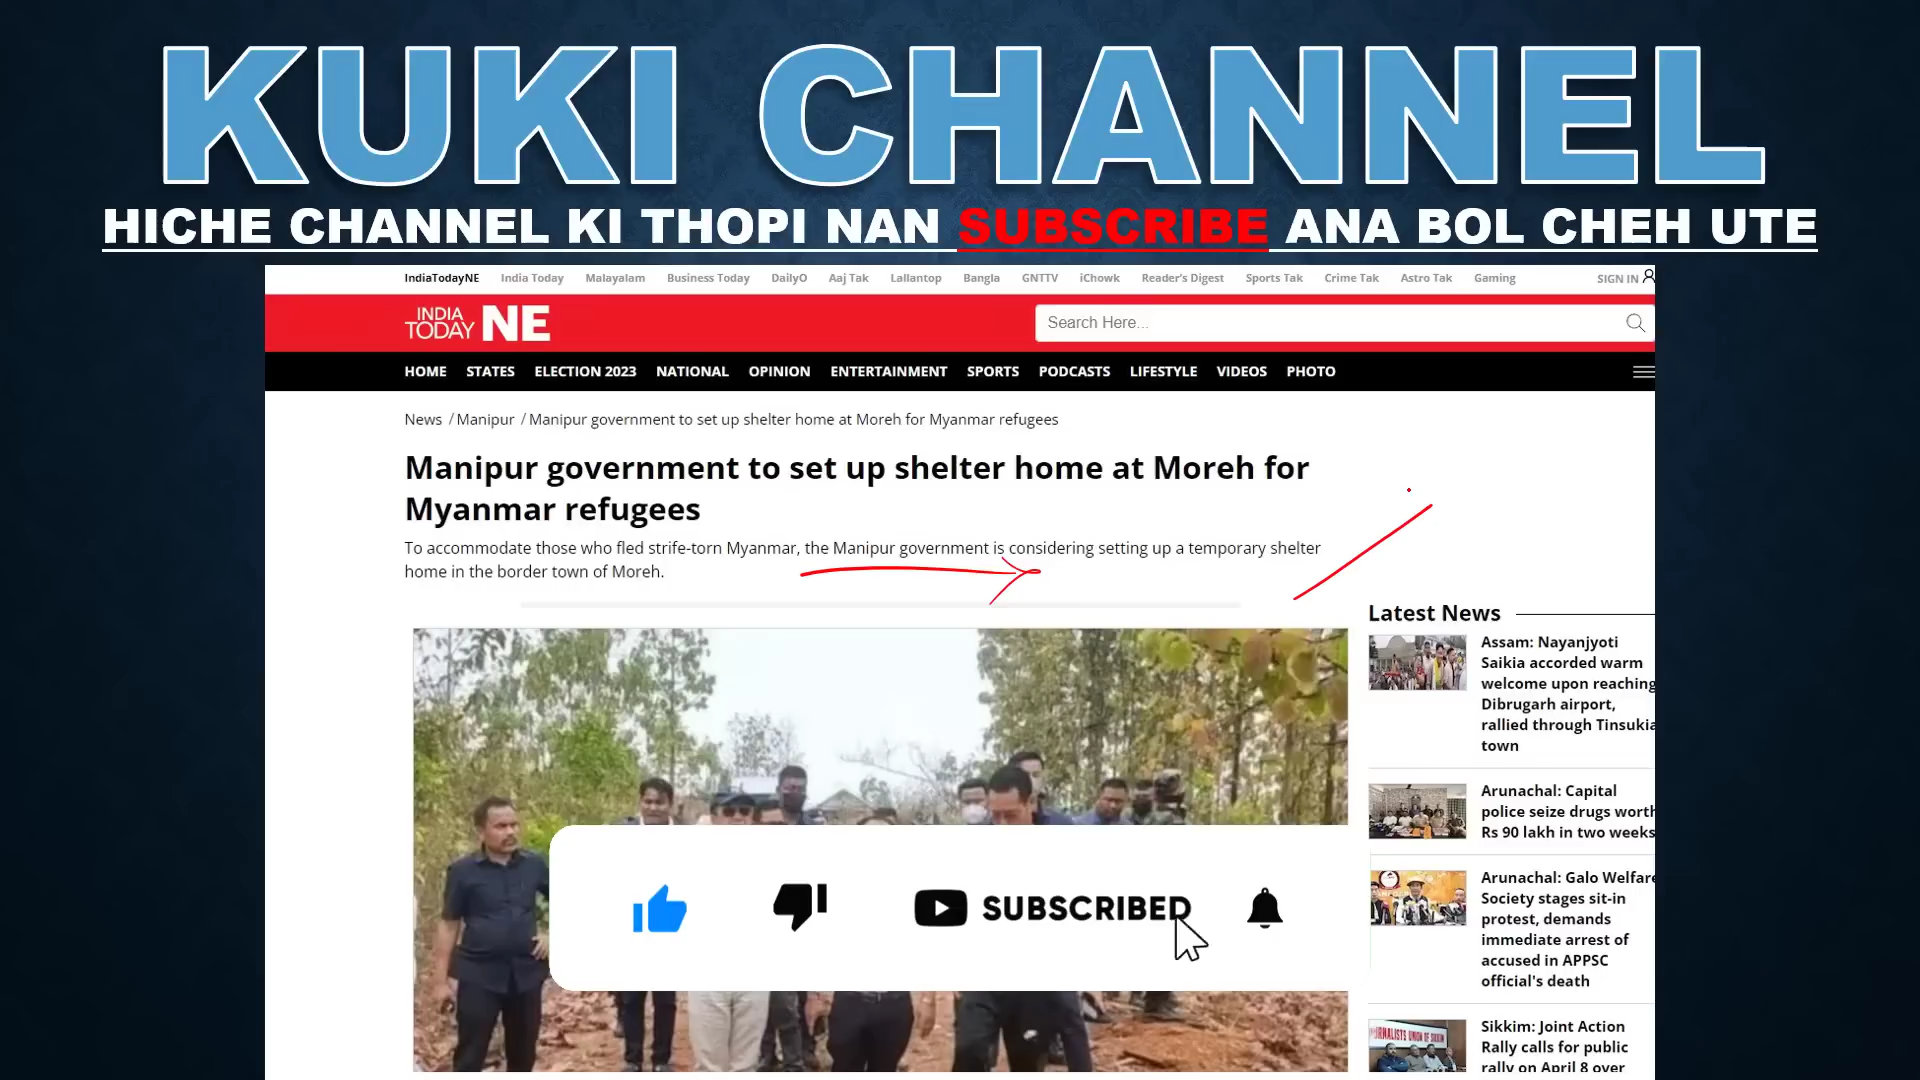 KUKI CHANNEL
HICHE CHANNEL KI THOPI NAN SUBSCRIBE ANA BOL CHEH UTE
IndiaTodayNE India Today Malayalam Business Today DailyO Aaj Tak Lallantop Bangla GNTTV iChowk Reader's Digest Sports Tak Crime Tak Astro Tak Gaming SIGN IN
INDIA TODAY NE
Search Here...
HOME STATES ELECTION 2023 NATIONAL OPINION ENTERTAINMENT SPORTS PODCASTS LIFESTYLE VIDEOS PHOTO
News / Manipur / Manipur government to set up shelter home at Moreh for Myanmar refugees
Manipur government to set up shelter home at Moreh for
Myanmar refugees
To accommodate those who fled strife-torn Myanmar, the Manipur government is considering setting up a temporary shelter
home in the border town of Moreh.
Latest News
Assam: Nayanjyoti
Saikia accorded warm
welcome upon reaching
Dibrugarh airport,
rallied through Tinsukia
town
Arunachal: Capital
police seize drugs worth
Rs 90 lakh in two weeks
Arunachal: Galo Welfare
Society stages sit-in
protest, demands
immediate arrest of
accused in APPSC
official's death
Sikkim: Joint Action
Rally calls for public
rally on April 8 over
SUBSCRIBED